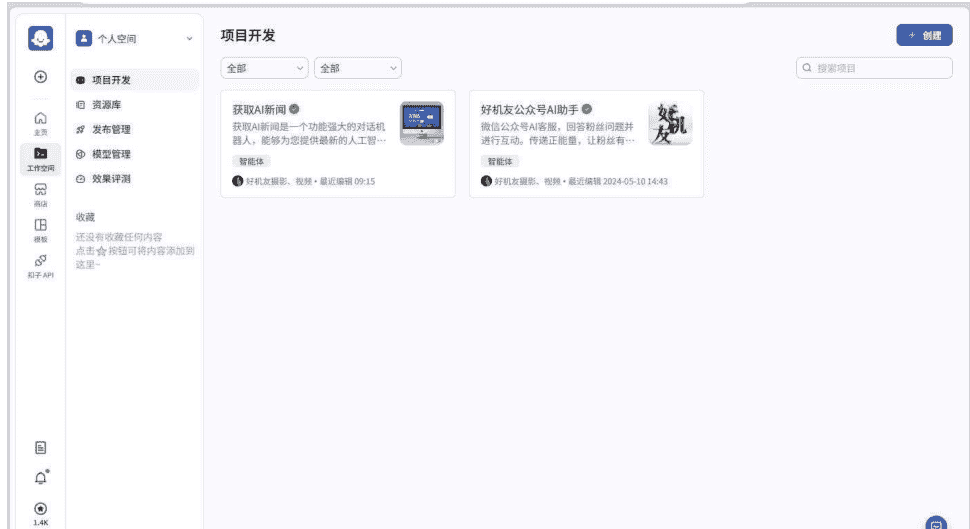 主页
工作空间
商店
模板
扣子 API
1.4K
个人空间
项目开发
资源库
发布管理
模型管理
效果评测
收藏
还没有收藏任何内容
点击☆按钮可将内容添加到
这里~
项目开发
+ 创建
全部
全部
搜索项目
获取AI新闻
获取AI新闻是一个功能强大的对话机
器人，能够为您提供最新的人工智…
智能体
好机友摄影、视频 • 最近编辑 09:15
好机友公众号AI助手
微信公众号AI客服，回答粉丝问题并
进行互动。传递正能量，让粉丝有…
智能体
好机友摄影、视频 • 最近编辑 2024-05-10 14:43
好机友